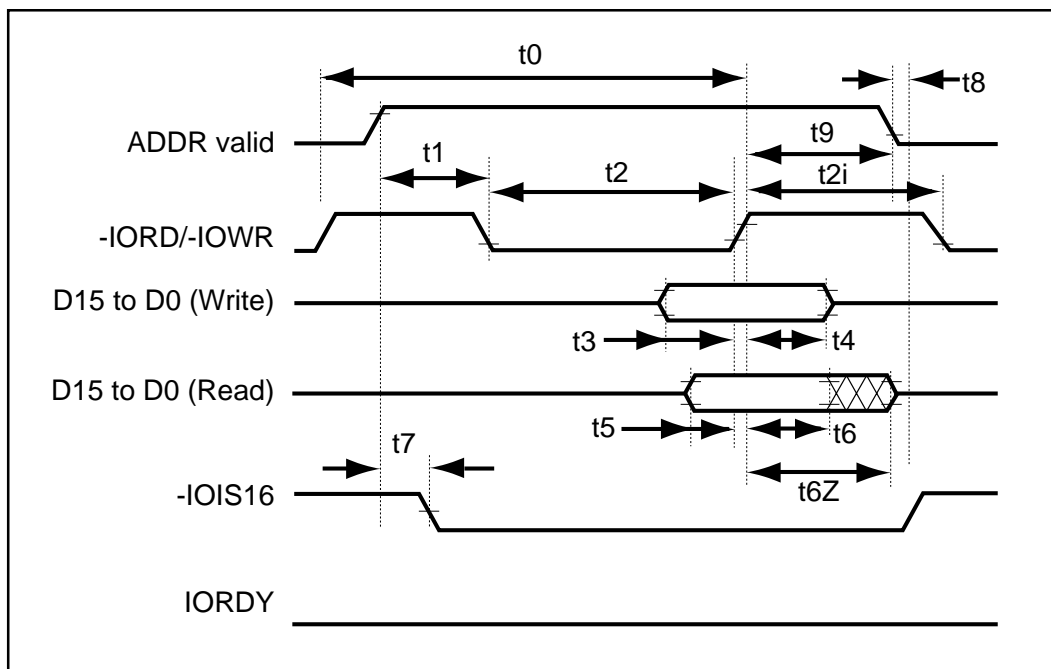 t0
t8
ADDR valid
t9
t1
t2
t2i
-IORD/-IOWR
D15 to D0 (Write)
t3
t4
D15 to D0 (Read)
t5
t6
t7
t6Z
-IOIS16
IORDY